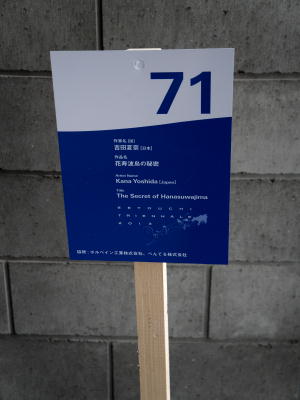 71
作家名 [国]
吉田夏奈 [日本]
作品名
花寿波島の秘密
Artist Name
Kana Yoshida [Japan]
Title
The Secret of Hanasuwajima
SETOUCHI
TRIENNALE
2013
協賛：ホルベイン工業株式会社、ぺんてる株式会社